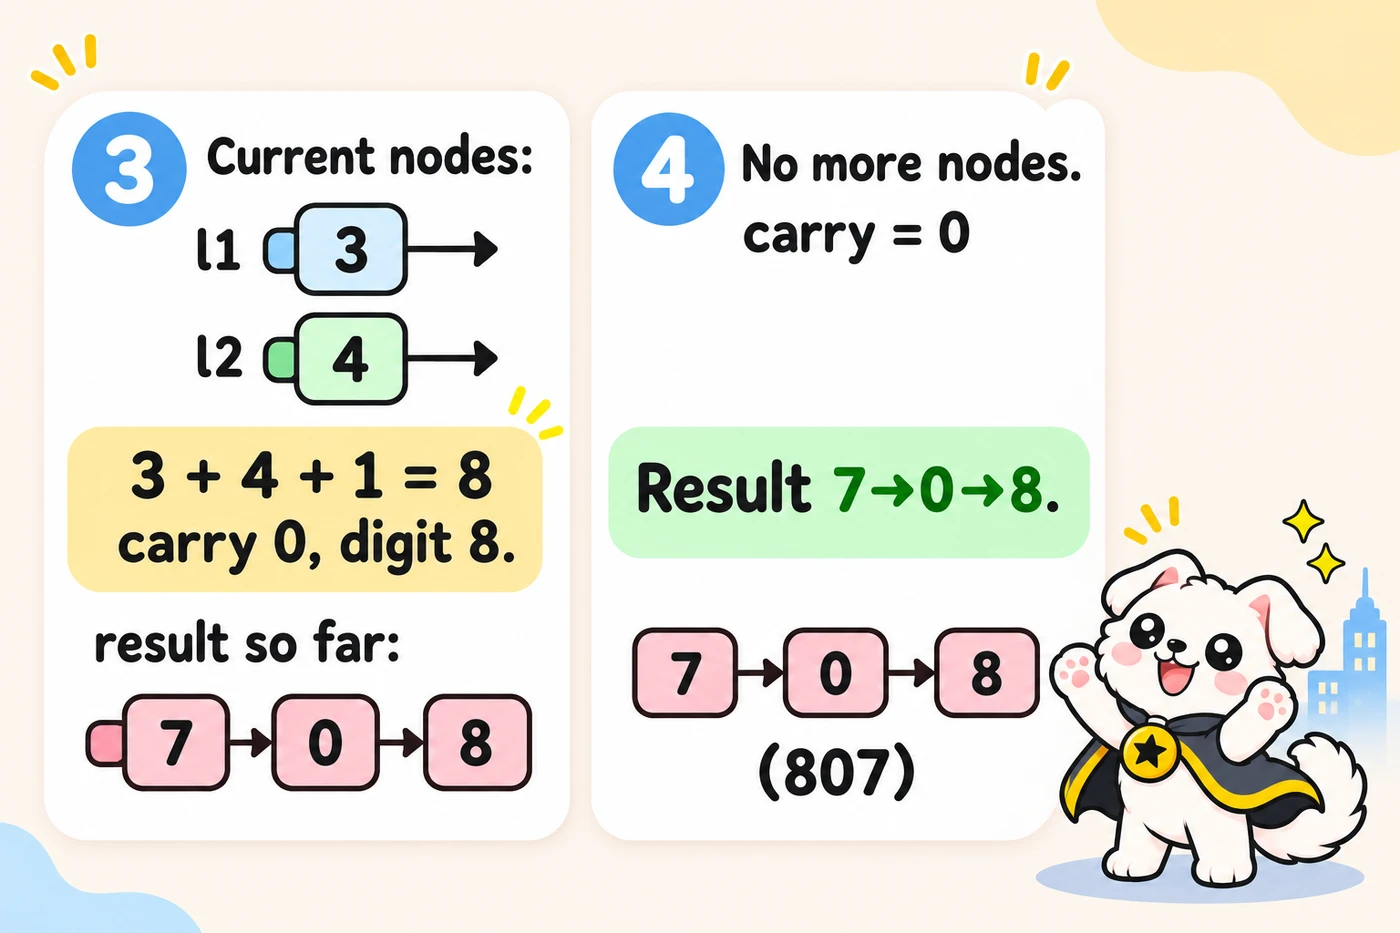 3
Current nodes:
l1 3
l2 4
3 + 4 + 1 = 8
carry 0, digit 8.
result so far:
7→0→8
4
No more nodes.
carry = 0
Result 7→0→8.
7→0→8
(807)